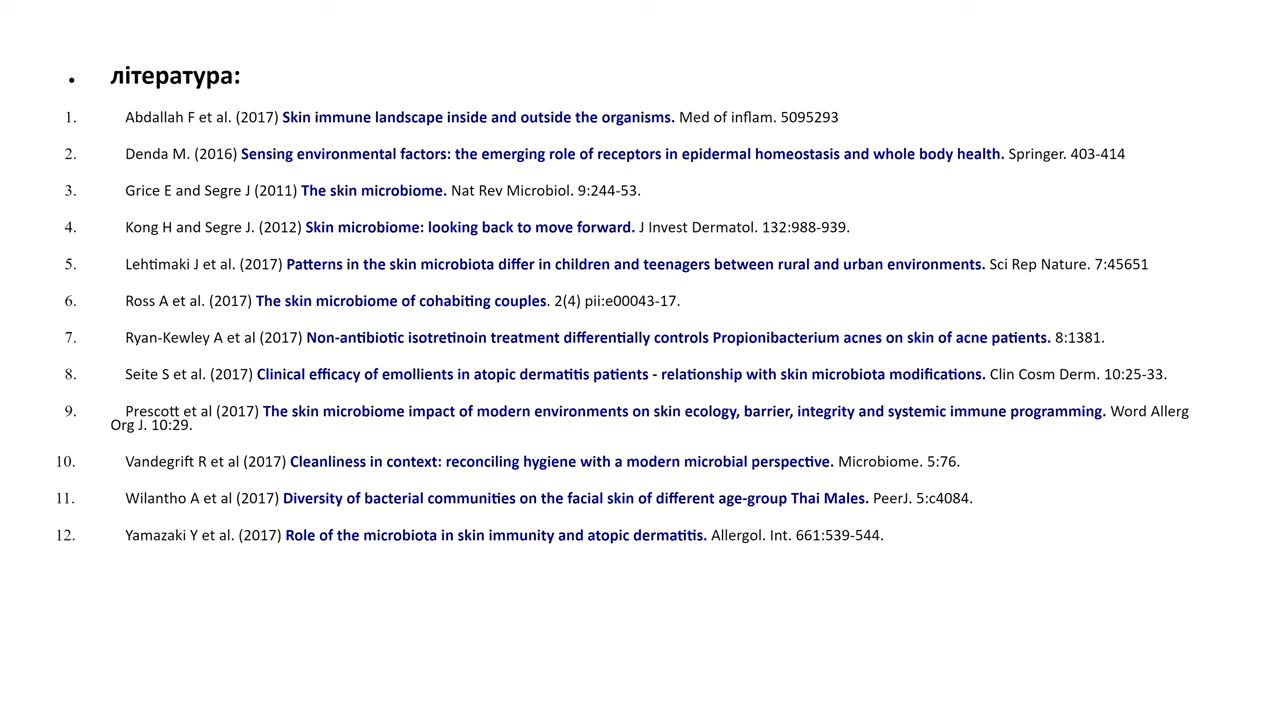 • література:
1. Abdallah F et al. (2017) Skin immune landscape inside and outside the organisms. Med of inflam. 5095293
2. Denda M. (2016) Sensing environmental factors: the emerging role of receptors in epidermal homeostasis and whole body health. Springer. 403-414
3. Grice E and Segre J (2011) The skin microbiome. Nat Rev Microbiol. 9:244-53.
4. Kong H and Segre J. (2012) Skin microbiome: looking back to move forward. J Invest Dermatol. 132:988-939.
5. Lehtimaki J et al. (2017) Patterns in the skin microbiota differ in children and teenagers between rural and urban environments. Sci Rep Nature. 7:45651
6. Ross A et al. (2017) The skin microbiome of cohabiting couples. 2(4) pii:e00043-17.
7. Ryan-Kewley A et al (2017) Non-antibiotic isotretinoin treatment differentially controls Propionibacterium acnes on skin of acne patients. 8:1381.
8. Seite S et al. (2017) Clinical efficacy of emollients in atopic dermatitis patients - relationship with skin microbiota modifications. Clin Cosm Derm. 10:25-33.
9. Prescott et al (2017) The skin microbiome impact of modern environments on skin ecology, barrier, integrity and systemic immune programming. Word Allerg
Org J. 10:29.
10. Vandegrift R et al (2017) Cleanliness in context: reconciling hygiene with a modern microbial perspective. Microbiome. 5:76.
11. Wilantho A et al (2017) Diversity of bacterial communities on the facial skin of different age-group Thai Males. PeerJ. 5:c4084.
12. Yamazaki Y et al. (2017) Role of the microbiota in skin immunity and atopic dermatitis. Allergol. Int. 661:539-544.